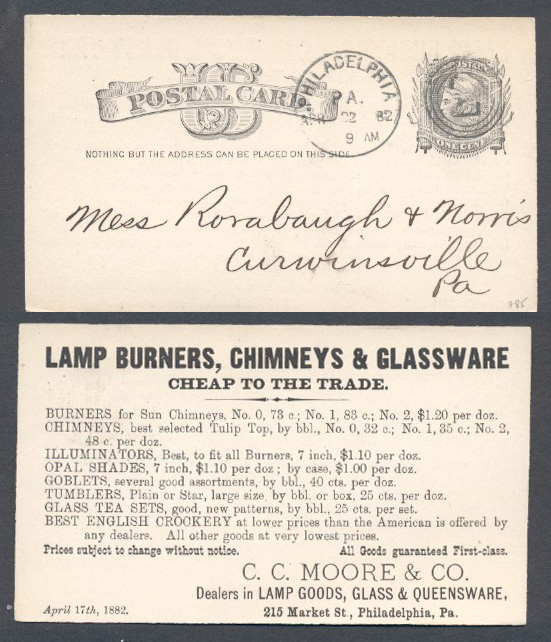 U S
POSTAL CARD
PHILADELPHIA
PA.
APR 22 82
9 AM
POSTAGE
ONE CENT
NOTHING BUT THE ADDRESS CAN BE PLACED ON THIS SIDE
Mess Rorabaugh & Norris
Curwinsville
Pa
785
LAMP BURNERS, CHIMNEYS & GLASSWARE
CHEAP TO THE TRADE.
BURNERS for Sun Chimneys, No. 0, 73 c.; No. 1, 83 c.; No. 2, $1.20 per doz.
CHIMNEYS, best selected Tulip Top, by bbl., No. 0, 32 c.; No. 1, 35 c.; No. 2,
48 c. per doz.
ILLUMINATORS, Best, to fit all Burners, 7 inch, $1.10 per doz.
OPAL SHADES, 7 inch, $1.10 per doz; by case, $1.00 per doz.
GOBLETS, several good assortments, by bbl., 40 cts. per doz.
TUMBLERS, Plain or Star, large size, by bbl. or box, 25 cts. per doz.
GLASS TEA SETS, good, new patterns, by bbl., 25 cts. per set.
BEST ENGLISH CROCKERY at lower prices than the American is offered by
any dealers. All other goods at very lowest prices.
Prices subject to change without notice. All Goods guaranteed First-class.
C. C. MOORE & CO.
Dealers in LAMP GOODS, GLASS & QUEENSWARE,
April 17th, 1882. 215 Market St., Philadelphia, Pa.